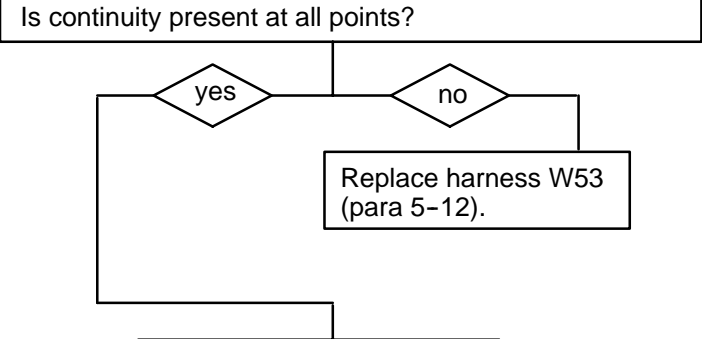 Is continuity present at all points?
yes
no
Replace harness W53
(para 5-12).